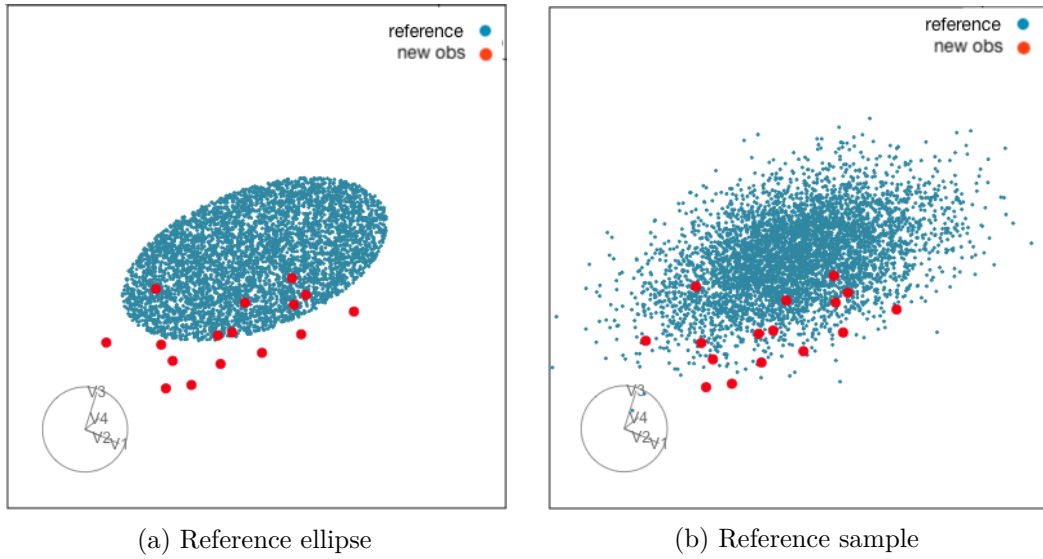 reference
new obs
V3
V4
V2
V1
reference
new obs
V3
V4
V2
V1
(a) Reference ellipse
(b) Reference sample